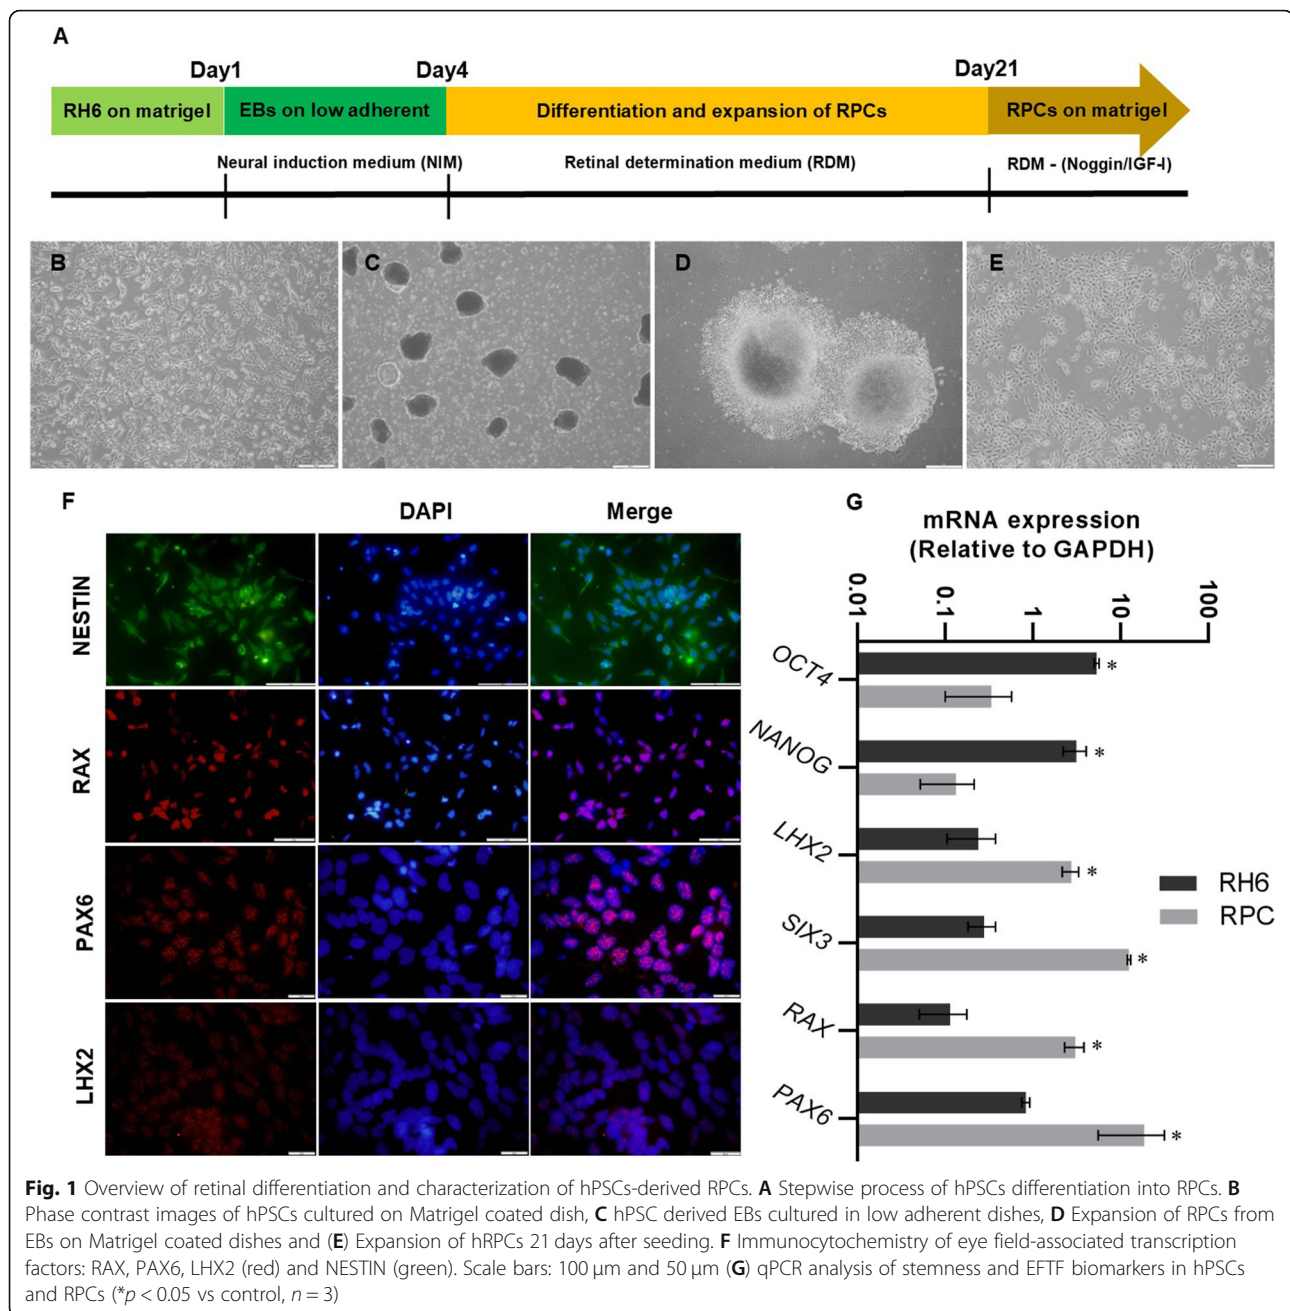 A
Day1 Day4 Day21
RH6 on matrigel EBs on low adherent Differentiation and expansion of RPCs RPCs on matrigel
Neural induction medium (NIM) Retinal determination medium (RDM) RDM - (Noggin/IGF-I)
B C D E
F DAPI Merge
NESTIN
RAX
PAX6
LHX2
G
mRNA expression
(Relative to GAPDH)
0.01 0.1 1 10 100
OCT4 *
NANOG *
LHX2 *
SIX3 *
RAX *
PAX6 *
RH6
RPC
Fig. 1 Overview of retinal differentiation and characterization of hPSCs-derived RPCs. A Stepwise process of hPSCs differentiation into RPCs. B
Phase contrast images of hPSCs cultured on Matrigel coated dish, C hPSC derived EBs cultured in low adherent dishes, D Expansion of RPCs from
EBs on Matrigel coated dishes and (E) Expansion of hRPCs 21 days after seeding. F Immunocytochemistry of eye field-associated transcription
factors: RAX, PAX6, LHX2 (red) and NESTIN (green). Scale bars: 100 μm and 50 μm (G) qPCR analysis of stemness and EFTF biomarkers in hPSCs
and RPCs (*p < 0.05 vs control, n = 3)